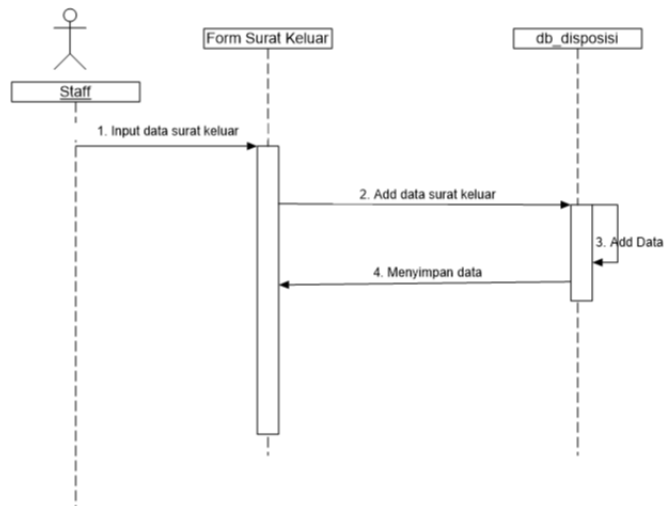 Form Surat Keluar
db_disposisi
Staff
1. Input data surat keluar
2. Add data surat keluar
3. Add Data
4. Menyimpan data